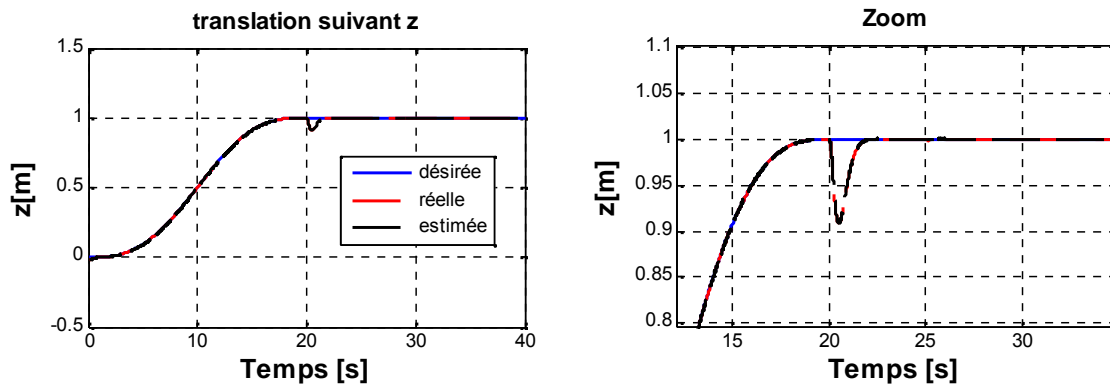 translation suivant z
1.5
1
0.5
0
-0.5
z[m]
0
10
20
30
40
Temps [s]
désirée
réelle
estimée
Zoom
1.1
1.05
1
0.95
0.9
0.85
0.8
z[m]
15
20
25
30
Temps [s]